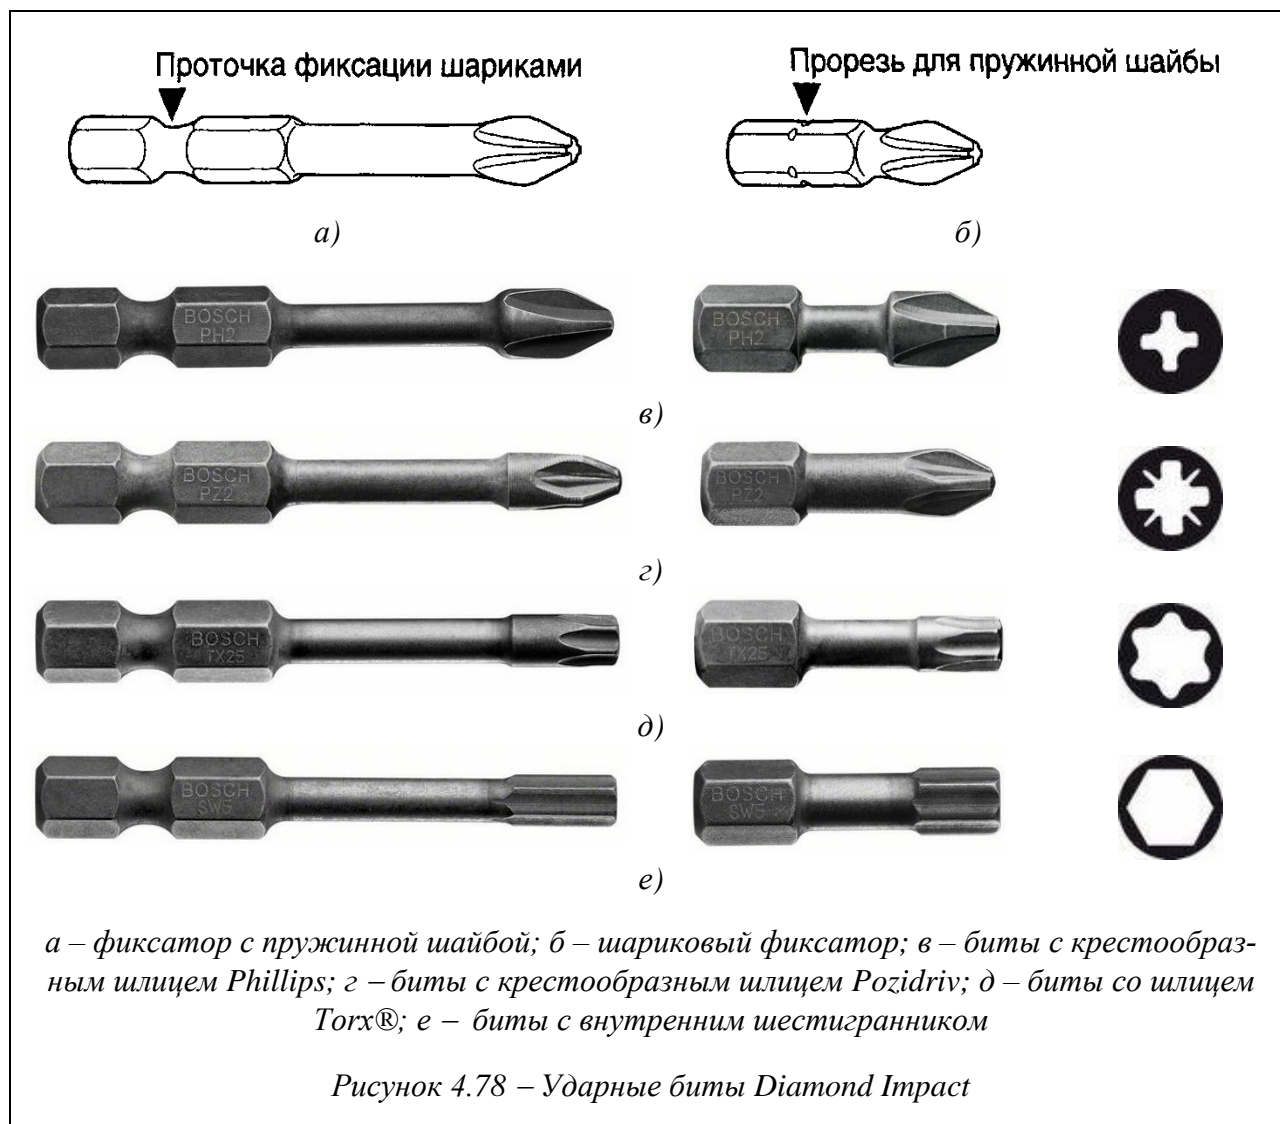 Проточка фиксации шариками
Прорезь для пружинной шайбы
а)
б)
BOSCH
PH2
BOSCH
PH2
в)
BOSCH
PZ2
BOSCH
PZ2
г)
BOSCH
TX25
BOSCH
TX25
д)
BOSCH
SW5
BOSCH
SW5
е)
а – фиксатор с пружинной шайбой; б – шариковый фиксатор; в – биты с крестообраз-
ным шлицем Phillips; г – биты с крестообразным шлицем Pozidriv; д – биты со шлицем
Torx®; е – биты с внутренним шестигранником
Рисунок 4.78 – Ударные биты Diamond Impact